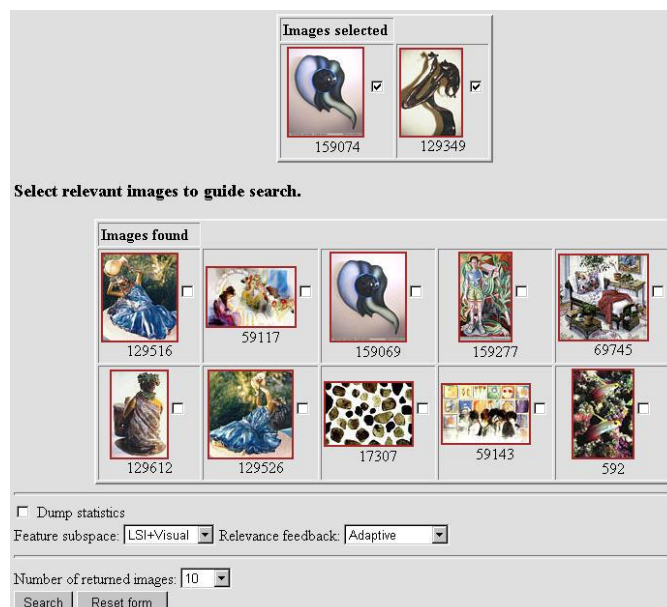 Images selected
159074 129349
Select relevant images to guide search.
Images found
129516 59117 159069 159277 69745
129612 129526 17307 59143 592
Dump statistics
Feature subspace: LSI+Visual Relevance feedback: Adaptive
Number of returned images: 10
Search Reset form